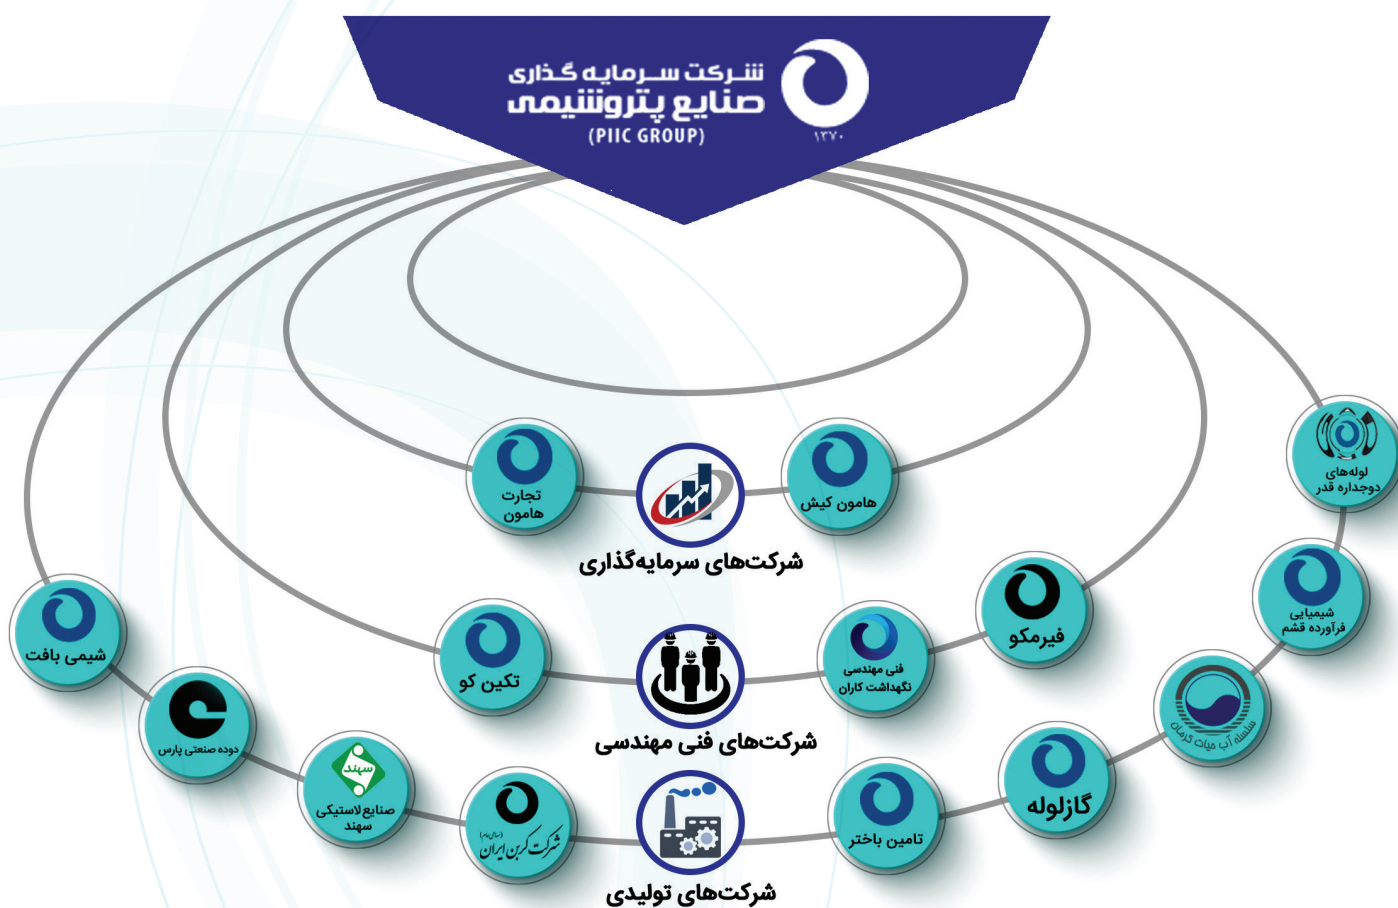 شرکت سرمایه گذاری
صنایع پتروشیمی
(PIIC GROUP)
۱۳۷۰
لوله‌های
دوجداره قدر
هامون کیش
تجارت
هامون
شرکت‌های سرمایه‌گذاری
شیمیایی
فرآورده قشم
فیرمکو
فنی مهندسی
نگهداشت کاران
تکین کو
شیمی بافت
شرکت‌های فنی مهندسی
سلسله آب حیات کرمان
گازلوله
تامین باختر
(سهامی عام)
شرکت کربن ایران
سهند
صنایع لاستیکی
سهند
دوده صنعتی پارس
شرکت‌های تولیدی